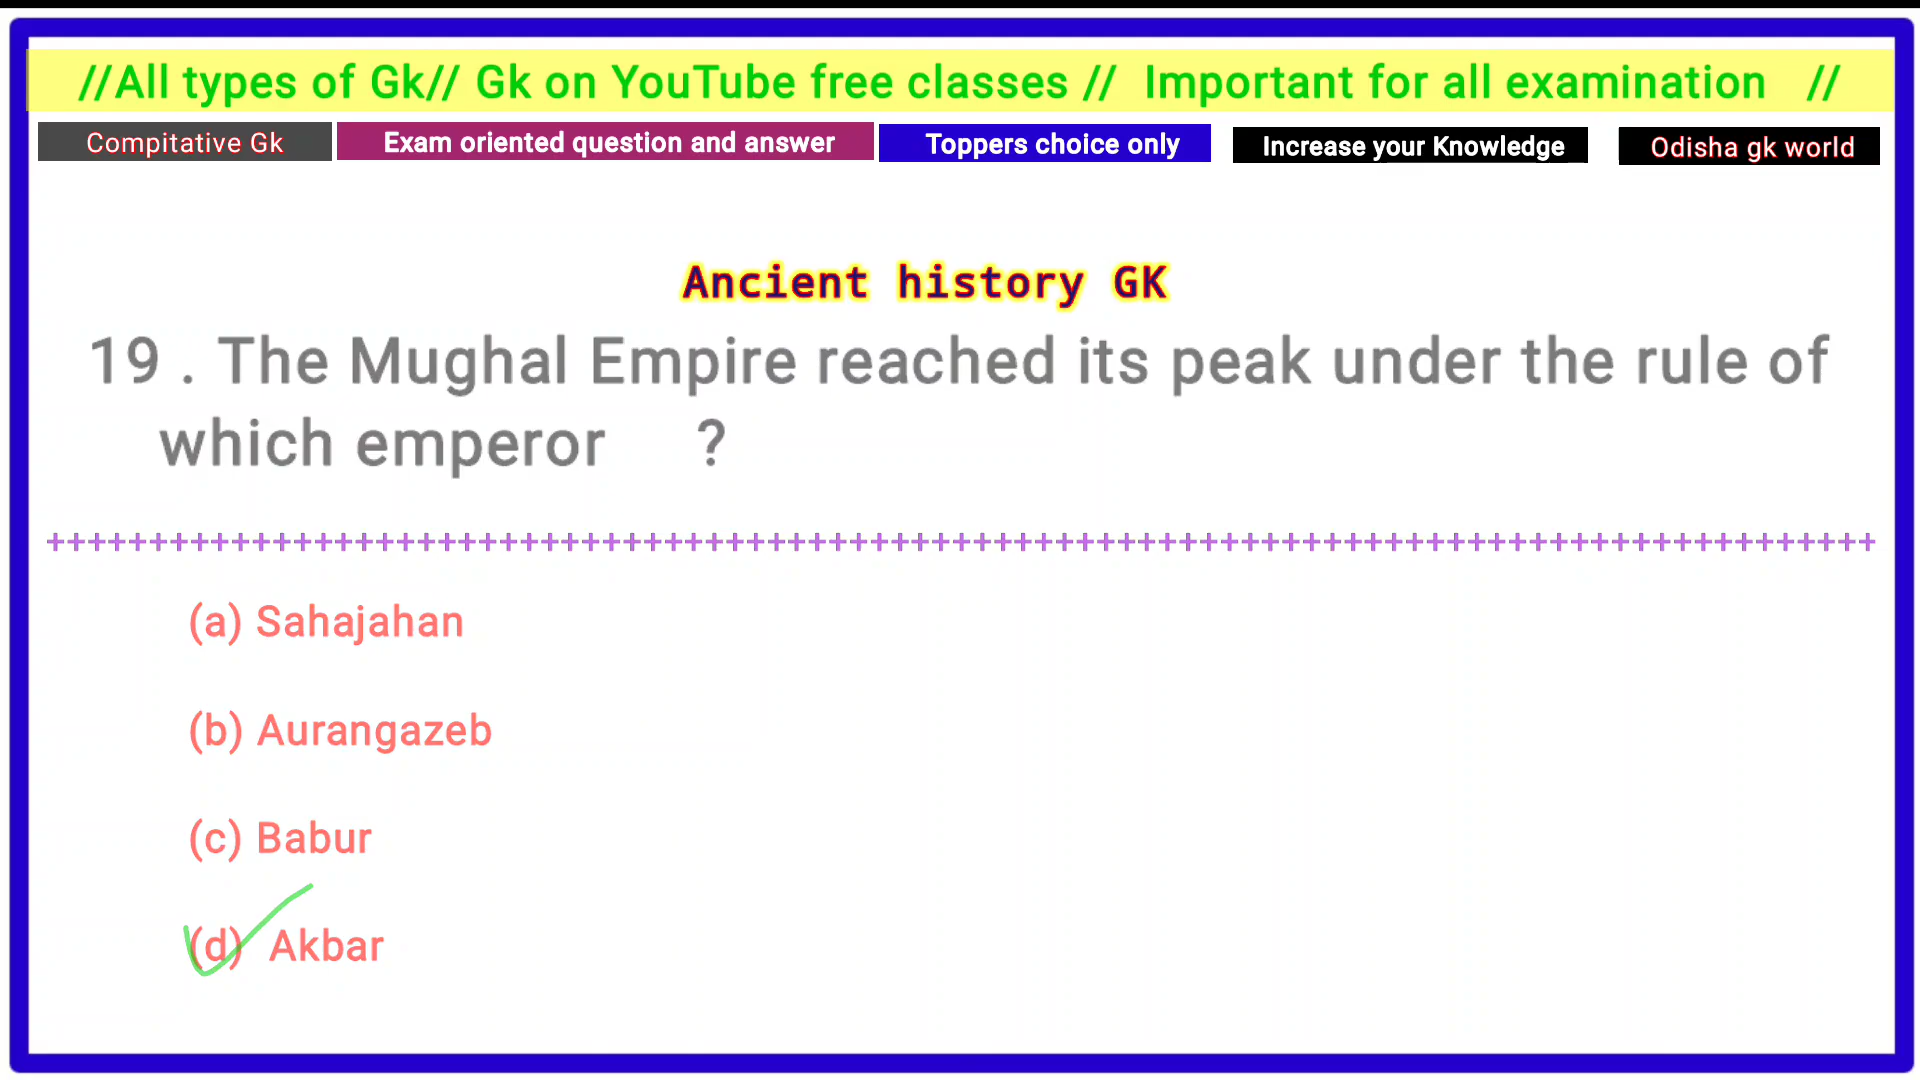 //All types of Gk// Gk on YouTube free classes // Important for all examination //
Compitative Gk Exam oriented question and answer Toppers choice only Increase your Knowledge Odisha gk world
Ancient history GK
19 . The Mughal Empire reached its peak under the rule of
which emperor ?
+++++++++++++++++++++++++++++++++++++++++++++++++++++++++++++++++++++++++++++++++++++++++
(a) Sahajahan
(b) Aurangazeb
(c) Babur
(d) Akbar